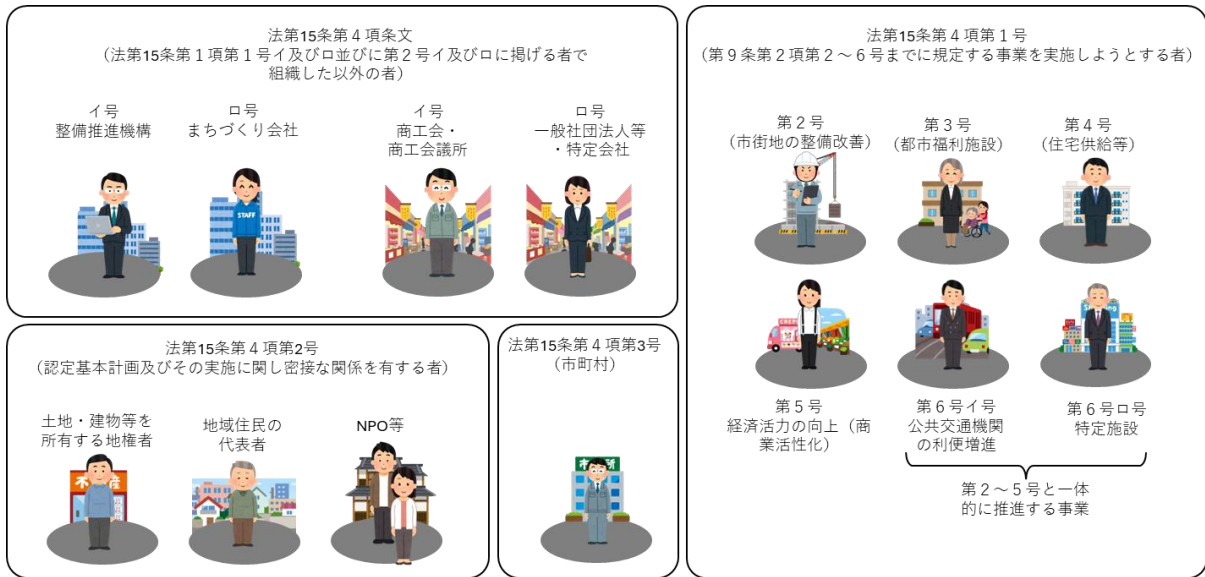 法第15条第４項条文
（法第15条第１項第１号イ及びロ並びに第２号イ及びロに掲げる者で
組織した以外の者）
イ号
整備推進機構
ロ号
まちづくり会社
STAFF
イ号
商工会・
商工会議所
ロ号
一般社団法人等
・特定会社
法第15条第４項第１号
（第９条第２項第２～６号までに規定する事業を実施しようとする者）
第２号
（市街地の整備改善）
第３号
（都市福利施設）
第４号
（住宅供給等）
第５号
経済活力の向上（商
業活性化）
第６号イ号
公共交通機関
の利便増進
第６号ロ号
特定施設
第２～５号と一体
的に推進する事業
法第15条第４項第2号
（認定基本計画及びその実施に関し密接な関係を有する者）
土地・建物等を
所有する地権者
地域住民の
代表者
NPO等
法第15条第４項第3号
（市町村）